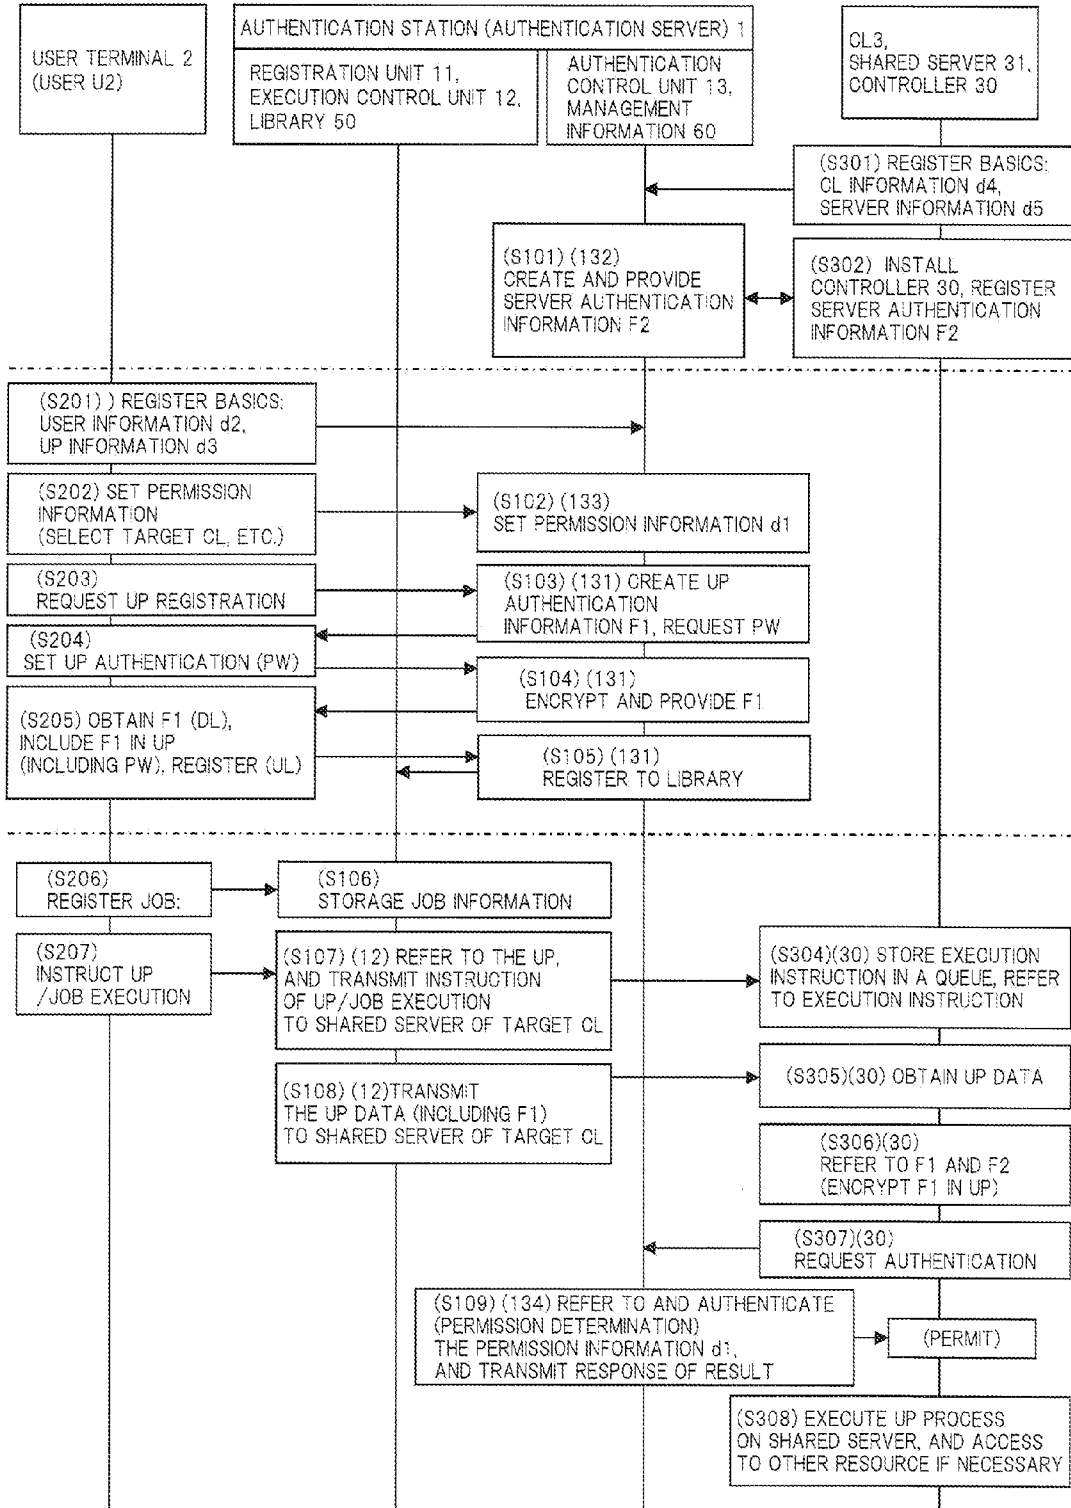 USER TERMINAL 2
(USER U2)
AUTHENTICATION STATION (AUTHENTICATION SERVER) 1
REGISTRATION UNIT 11,
EXECUTION CONTROL UNIT 12,
LIBRARY 50
AUTHENTICATION
CONTROL UNIT 13,
MANAGEMENT
INFORMATION 60
CL3,
SHARED SERVER 31,
CONTROLLER 30
(S301) REGISTER BASICS:
CL INFORMATION d4,
SERVER INFORMATION d5
(S101) (132)
CREATE AND PROVIDE
SERVER AUTHENTICATION
INFORMATION F2
(S302) INSTALL
CONTROLLER 30, REGISTER
SERVER AUTHENTICATION
INFORMATION F2
(S201) ) REGISTER BASICS:
USER INFORMATION d2,
UP INFORMATION d3
(S202) SET PERMISSION
INFORMATION
(SELECT TARGET CL, ETC.)
(S102) (133)
SET PERMISSION INFORMATION d1
(S203)
REQUEST UP REGISTRATION
(S103) (131) CREATE UP
AUTHENTICATION
INFORMATION F1, REQUEST PW
(S204)
SET UP AUTHENTICATION (PW)
(S104) (131)
ENCRYPT AND PROVIDE F1
(S205) OBTAIN F1 (DL),
INCLUDE F1 IN UP
(INCLUDING PW), REGISTER (UL)
(S105) (131)
REGISTER TO LIBRARY
(S206)
REGISTER JOB:
(S106)
STORAGE JOB INFORMATION
(S207)
INSTRUCT UP
/JOB EXECUTION
(S107) (12) REFER TO THE UP,
AND TRANSMIT INSTRUCTION
OF UP/JOB EXECUTION
TO SHARED SERVER OF TARGET CL
(S304)(30) STORE EXECUTION
INSTRUCTION IN A QUEUE, REFER
TO EXECUTION INSTRUCTION
(S108) (12)TRANSMIT
THE UP DATA (INCLUDING F1)
TO SHARED SERVER OF TARGET CL
(S305)(30) OBTAIN UP DATA
(S306)(30)
REFER TO F1 AND F2
(ENCRYPT F1 IN UP)
(S307)(30)
REQUEST AUTHENTICATION
(S109) (134) REFER TO AND AUTHENTICATE
(PERMISSION DETERMINATION)
THE PERMISSION INFORMATION d1,
AND TRANSMIT RESPONSE OF RESULT
(PERMIT)
(S308) EXECUTE UP PROCESS
ON SHARED SERVER, AND ACCESS
TO OTHER RESOURCE IF NECESSARY